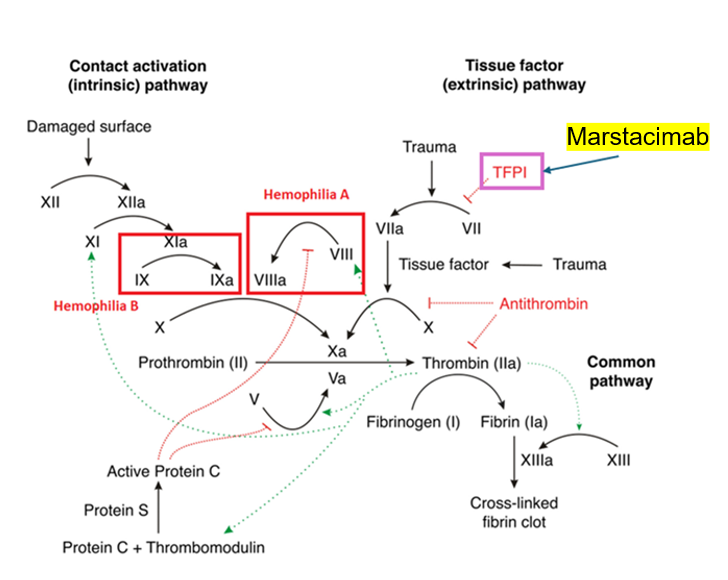 Contact activation
(intrinsic) pathway
Tissue factor
(extrinsic) pathway
Damaged surface
Marstacimab
Trauma
TFPI
XII
XIIa
Hemophilia A
XI
XIa
VIIa
VII
VIII
IX
IXa
VIIIa
Tissue factor
Trauma
Hemophilia B
Antithrombin
X
X
Xa
Prothrombin (II)
Thrombin (IIa)
Common
pathway
Va
V
Fibrinogen (I)
Fibrin (Ia)
XIIIa
XIII
Active Protein C
Cross-linked
fibrin clot
Protein S
Protein C + Thrombomodulin